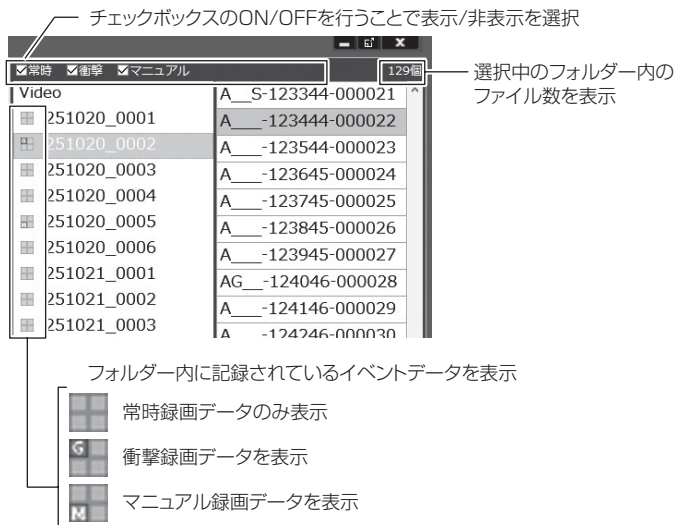 チェックボックスのON/OFFを行うことで表示/非表示を選択
常時 衝撃 マニュアル 129個
選択中のフォルダー内の
ファイル数を表示
Video
251020_0001
251020_0002
251020_0003
251020_0004
251020_0005
251020_0006
251021_0001
251021_0002
251021_0003
A__S-123344-000021
A___-123444-000022
A___-123544-000023
A___-123645-000024
A___-123745-000025
A___-123845-000026
A___-123945-000027
AG__-124046-000028
A___-124146-000029
A___-124246-000030
フォルダー内に記録されているイベントデータを表示
常時録画データのみ表示
G 衝撃録画データを表示
M マニュアル録画データを表示